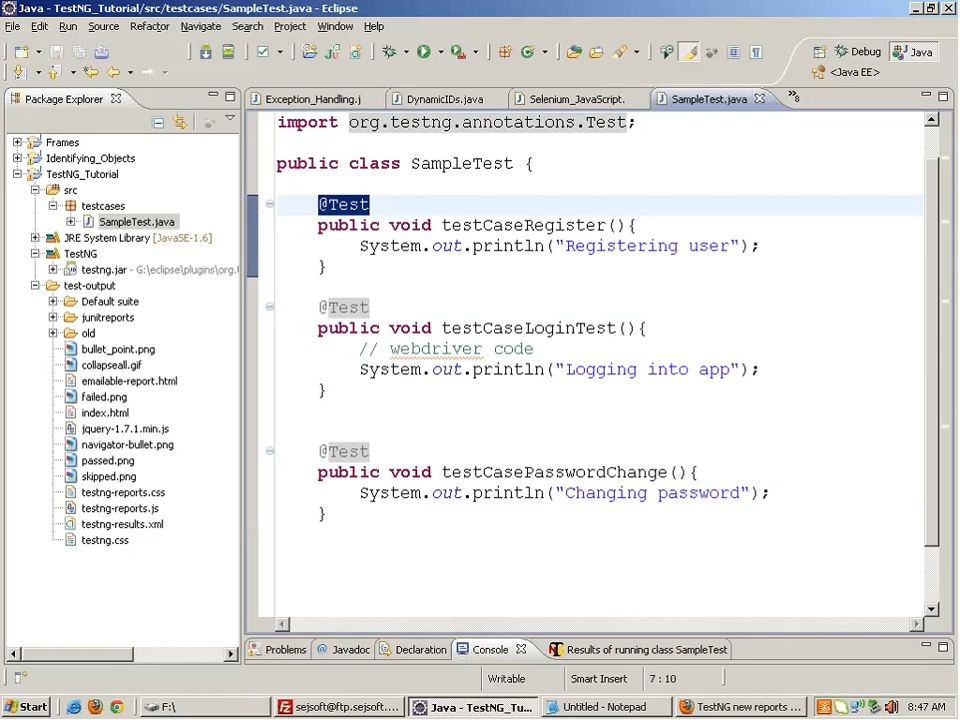 Java - TestNG_Tutorial/src/testcases/SampleTest.java - Eclipse
File Edit Run Source Refactor Navigate Search Project Window Help
Debug Java
<Java EE>
Package Explorer
Exception_Handling.j DynamicIDs.java Selenium_JavaScript. SampleTest.java »8
Frames
Identifying_Objects
TestNG_Tutorial
src
testcases
SampleTest.java
JRE System Library [JavaSE-1.6]
TestNG
testng.jar - G:\eclipse\plugins\org.
test-output
Default suite
junitreports
old
bullet_point.png
collapseall.gif
emailable-report.html
failed.png
index.html
jquery-1.7.1.min.js
navigator-bullet.png
passed.png
skipped.png
testng-reports.css
testng-reports.js
testng-results.xml
testng.css
import org.testng.annotations.Test;
public class SampleTest {
@Test
public void testCaseRegister(){
System.out.println("Registering user");
}
@Test
public void testCaseLoginTest(){
// webdriver code
System.out.println("Logging into app");
}
@Test
public void testCasePasswordChange(){
System.out.println("Changing password");
}
Problems Javadoc Declaration Console Results of running class SampleTest
Writable Smart Insert 7 : 10
Start F:\ sejsoft@ftp.sejsoft... Java - TestNG_Tu... Untitled - Notepad TestNG new reports ... 8:47 AM